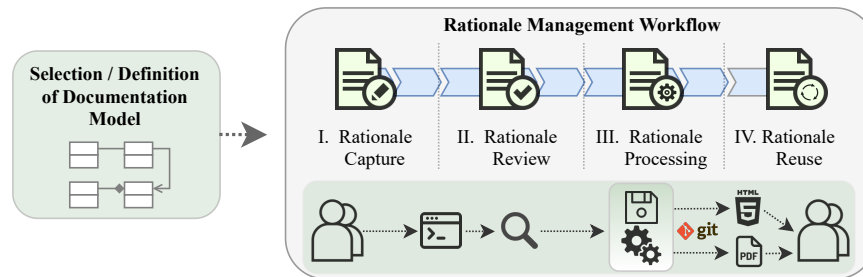 Rationale Management Workflow
Selection / Definition
of Documentation
Model
I. Rationale
Capture
II. Rationale
Review
III. Rationale
Processing
IV. Rationale
Reuse
>_
git
HTML
5
PDF